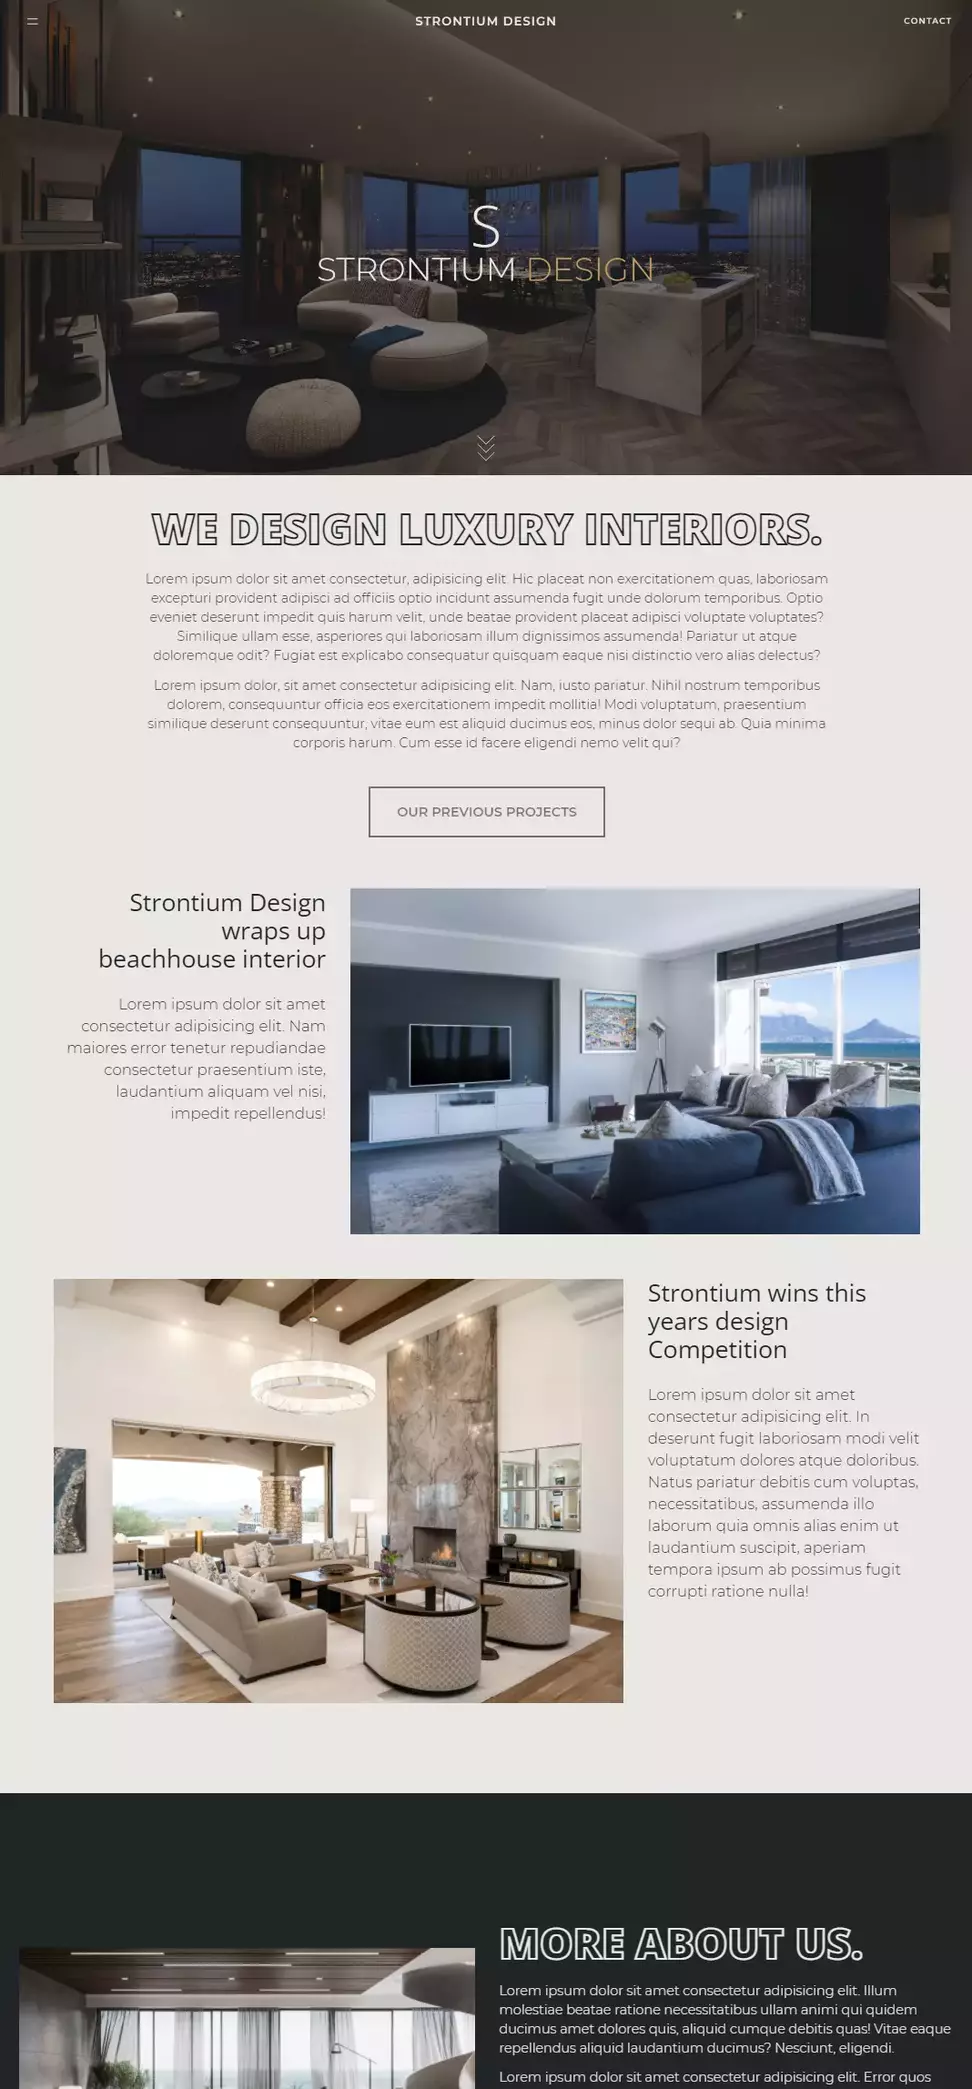 STRONTIUM DESIGN
CONTACT
S
STRONTIUM DESIGN
WE DESIGN LUXURY INTERIORS.
Lorem ipsum dolor sit amet consectetur, adipisicing elit. Hic placeat non exercitationem quas, laboriosam
excepturi provident adipisci ad officiis optio incidunt assumenda fugit unde dolorum temporibus. Optio
eveniet deserunt impedit quis harum velit, unde beatae provident placeat adipisci voluptate voluptates?
Similique ullam esse, asperiores qui laboriosam illum dignissimos assumenda! Pariatur ut atque
doloremque odit? Fugiat est explicabo consequatur quisquam eaque nisi distinctio vero alias delectus?
Lorem ipsum dolor, sit amet consectetur adipisicing elit. Nam, iusto pariatur. Nihil nostrum temporibus
dolorem, consequuntur officia eos exercitationem impedit mollitia! Modi voluptatum, praesentium
similique deserunt consequuntur, vitae eum est aliquid ducimus eos, minus dolor sequi ab. Quia minima
corporis harum. Cum esse id facere eligendi nemo velit qui?
OUR PREVIOUS PROJECTS
Strontium Design
wraps up
beachhouse interior
Lorem ipsum dolor sit amet
consectetur adipisicing elit. Nam
maiores error tenetur repudiandae
consectetur praesentium iste,
laudantium aliquam vel nisi,
impedit repellendus!
Strontium wins this
years design
Competition
Lorem ipsum dolor sit amet
consectetur adipisicing elit. In
deserunt fugit laboriosam modi velit
voluptatum dolores atque doloribus.
Natus pariatur debitis cum voluptas,
necessitatibus, assumenda illo
laborum quia omnis alias enim ut
laudantium suscipit, aperiam
tempora ipsum ab possimus fugit
corrupti ratione nulla!
MORE ABOUT US.
Lorem ipsum dolor sit amet consectetur adipisicing elit. Illum
molestiae beatae ratione necessitatibus ullam animi qui quidem
ducimus amet dolores quis, aliquid cumque debitis quas! Vitae eaque
repellendus aliquid laudantium ducimus? Nesciunt, eligendi.
Lorem ipsum dolor sit amet consectetur adipisicing elit. Error quos